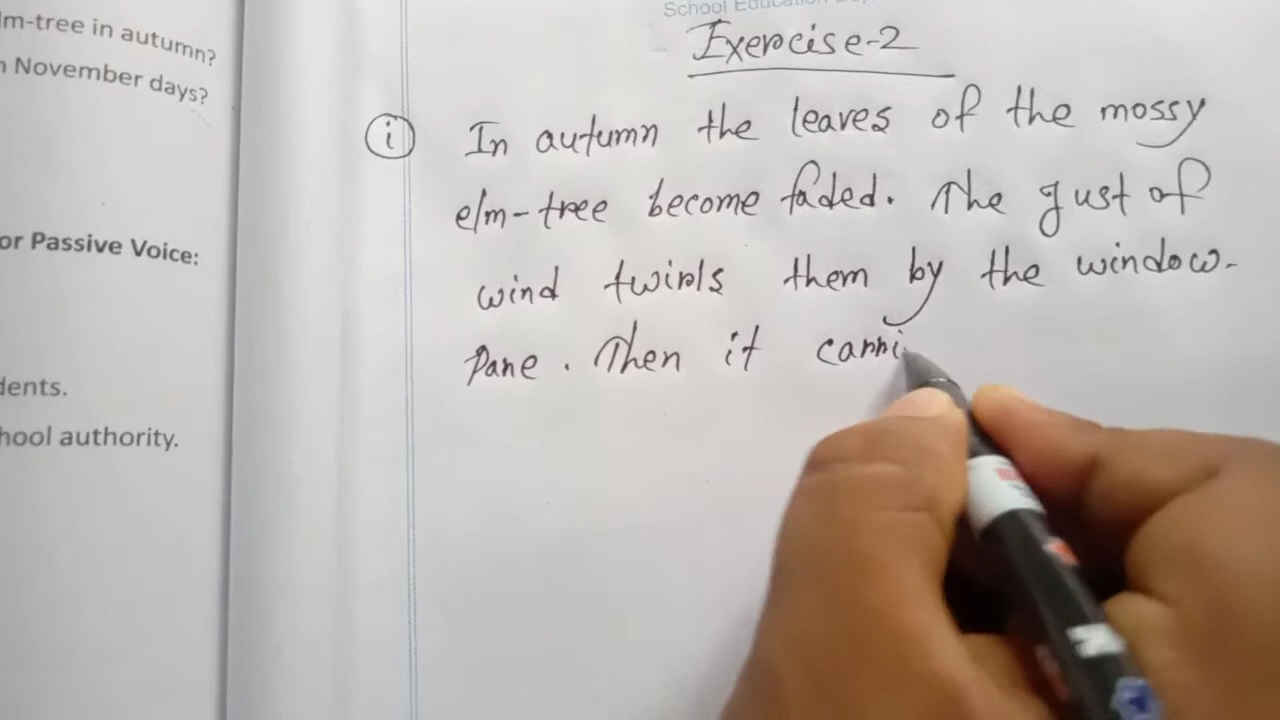 lm-tree in autumn?
n November days?
or Passive Voice:
dents.
hool authority.
School Education
Exercise-2
i In autumn the leaves of the mossy
elm-tree become faded. The gust of
wind twirls them by the window-
pane. Then it carri